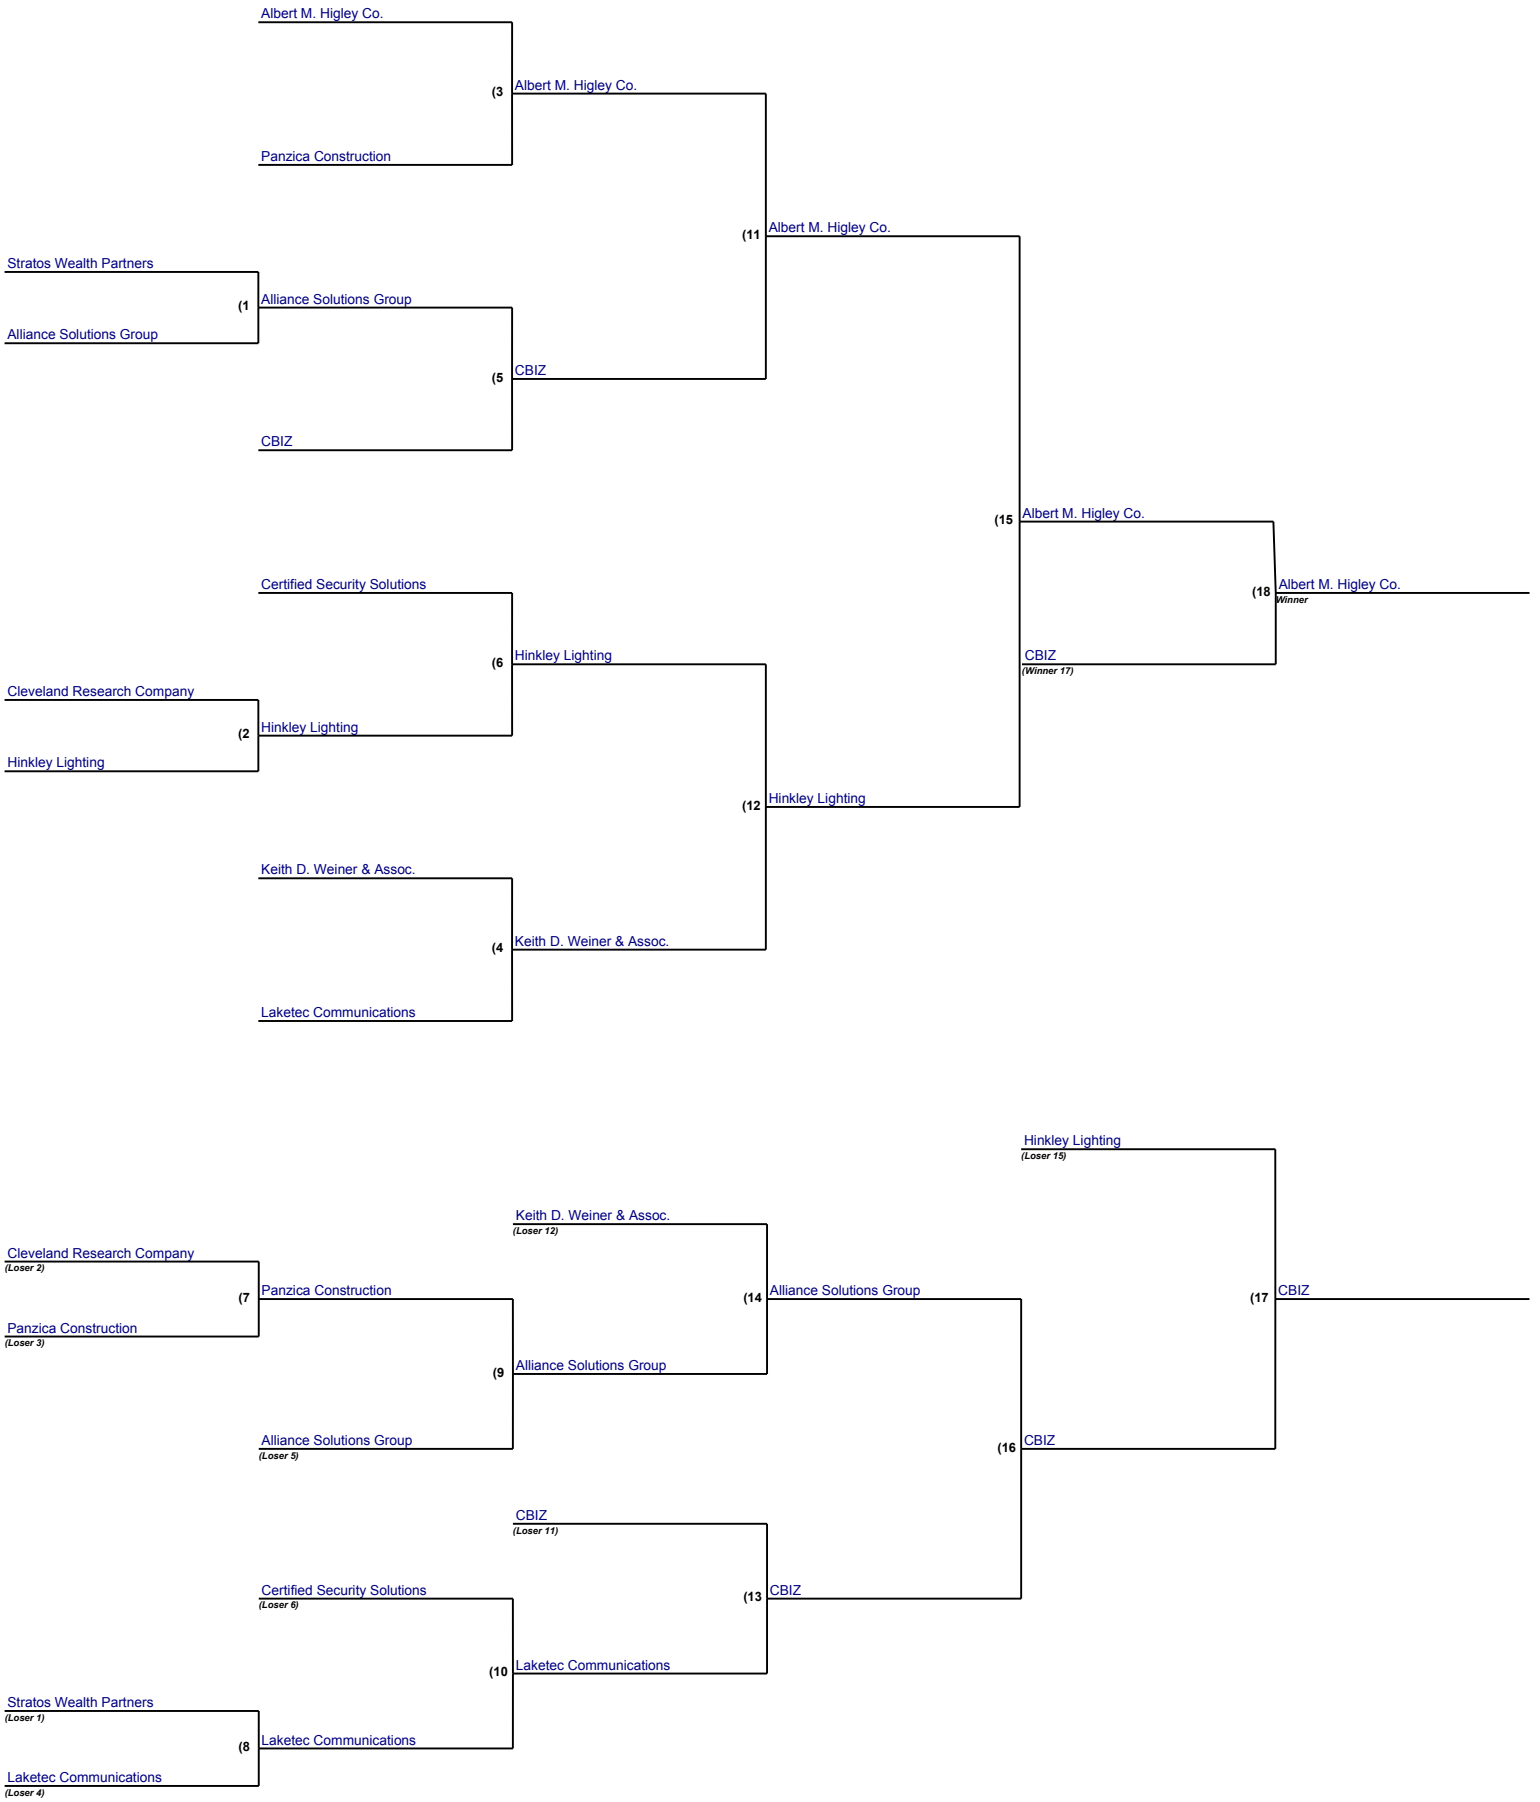 Albert M. Higley Co.
(3
Albert M. Higley Co.
Panzica Construction
(11
Albert M. Higley Co.
Stratos Wealth Partners
(1
Alliance Solutions Group
Alliance Solutions Group
(5
CBIZ
CBIZ
(15
Albert M. Higley Co.
Certified Security Solutions
(18
Albert M. Higley Co.
Winner
(6
Hinkley Lighting
CBIZ
(Winner 17)
Cleveland Research Company
(2
Hinkley Lighting
Hinkley Lighting
(12
Hinkley Lighting
Keith D. Weiner & Assoc.
(4
Keith D. Weiner & Assoc.
Laketec Communications
Hinkley Lighting
(Loser 15)
Keith D. Weiner & Assoc.
(Loser 12)
Cleveland Research Company
(Loser 2)
(7
Panzica Construction
(14
Alliance Solutions Group
(17
CBIZ
Panzica Construction
(Loser 3)
(9
Alliance Solutions Group
Alliance Solutions Group
(Loser 5)
(16
CBIZ
CBIZ
(Loser 11)
Certified Security Solutions
(Loser 6)
(13
CBIZ
(10
Laketec Communications
Stratos Wealth Partners
(Loser 1)
(8
Laketec Communications
Laketec Communications
(Loser 4)